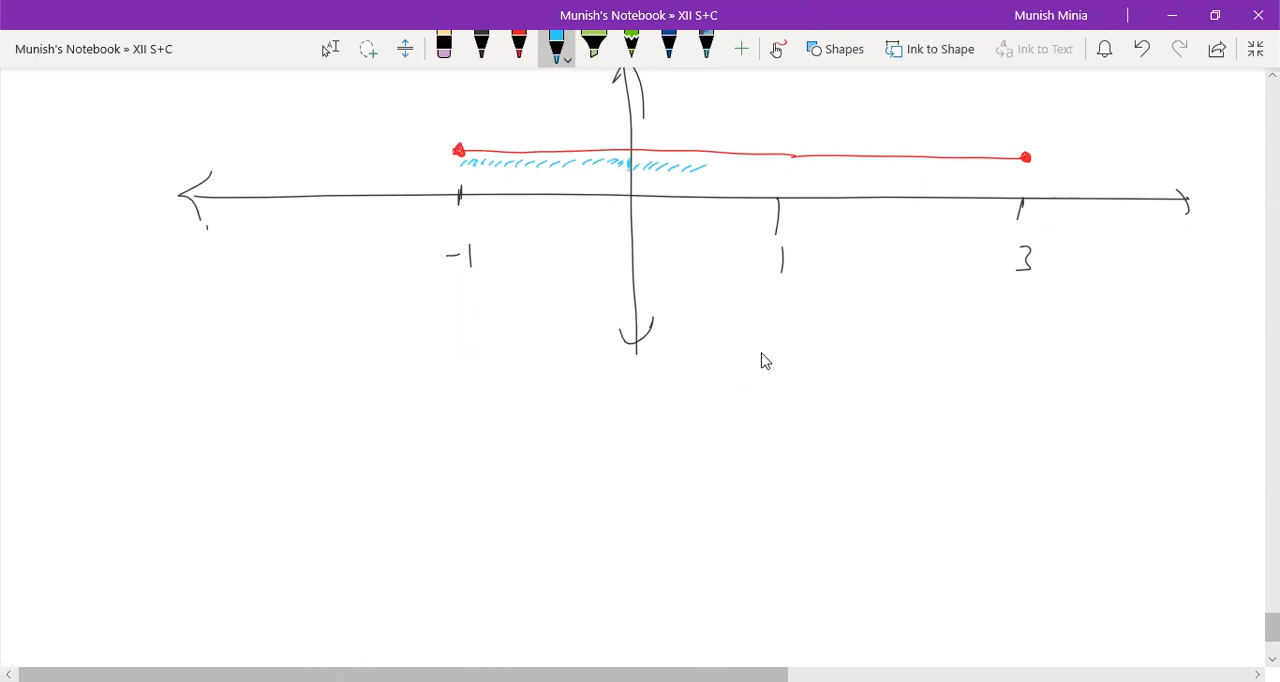 Munish's Notebook » XII S+C
Munish Minia
Munish's Notebook » XII S+C
Shapes
Ink to Shape
Ink to Text
-1
1
3